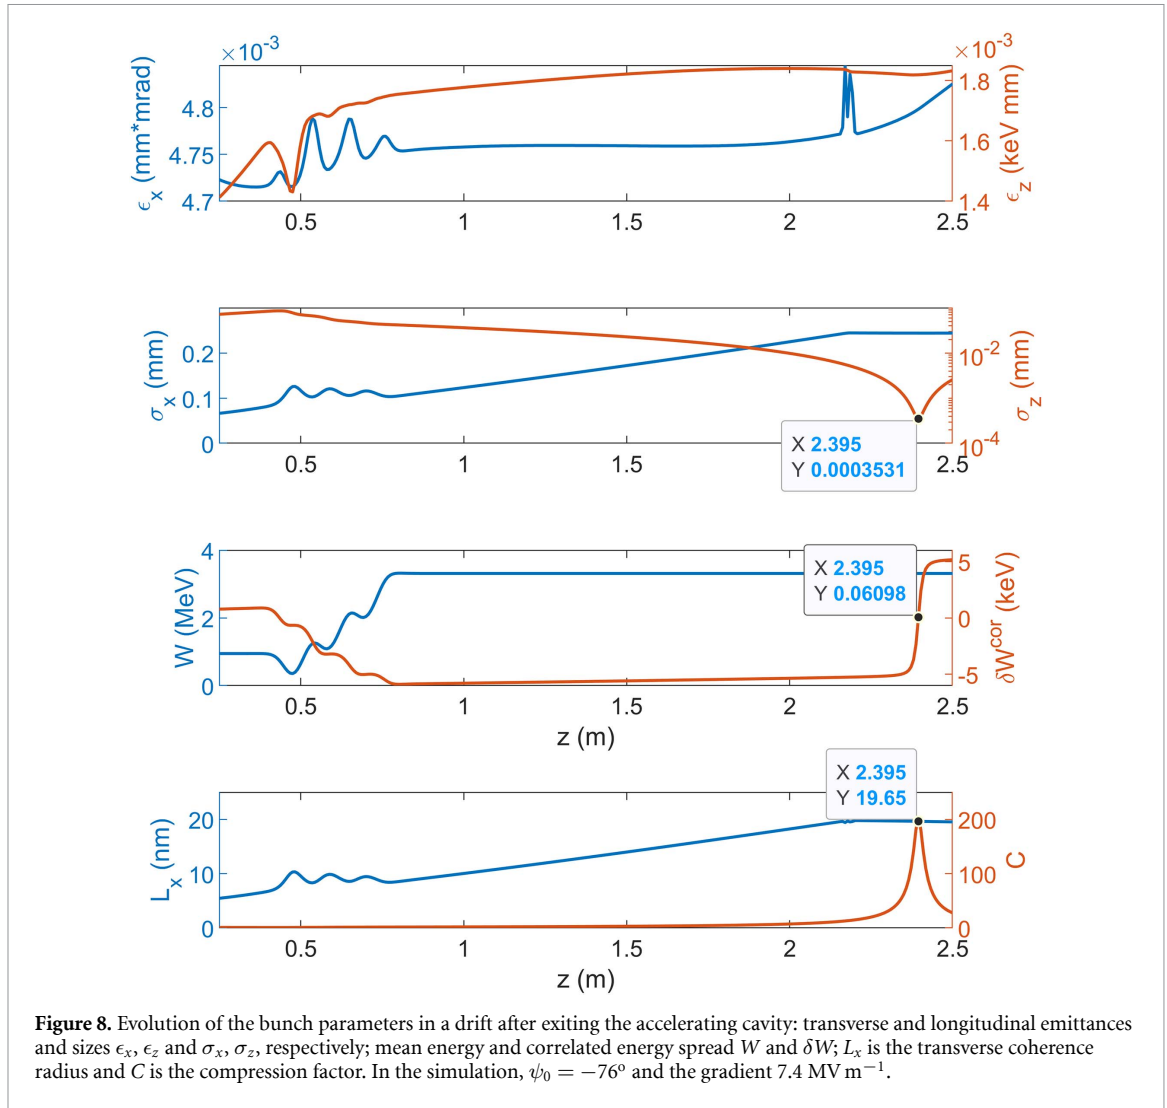 ×10⁻³ ×10⁻³
ϵₓ (mm*mrad)
4.8
4.75
4.7
1.8
1.6
1.4
ϵ_z (keV mm)
0.5 1 1.5 2 2.5
σₓ (mm)
0.2
0.1
0
10⁻²
10⁻⁴
σ_z (mm)
X 2.395
Y 0.0003531
0.5 1 1.5 2 2.5
W (MeV)
4
2
0
5
0
-5
δW^cor (keV)
X 2.395
Y 0.06098
0.5 1 1.5 2 2.5
z (m)
Lₓ (nm)
20
10
0
200
100
0
C
X 2.395
Y 19.65
0.5 1 1.5 2 2.5
z (m)
Figure 8. Evolution of the bunch parameters in a drift after exiting the accelerating cavity: transverse and longitudinal emittances
and sizes ϵₓ, ϵ_z and σₓ, σ_z, respectively; mean energy and correlated energy spread W and δW; Lₓ is the transverse coherence
radius and C is the compression factor. In the simulation, ψ₀ = −76° and the gradient 7.4 MV m⁻¹.